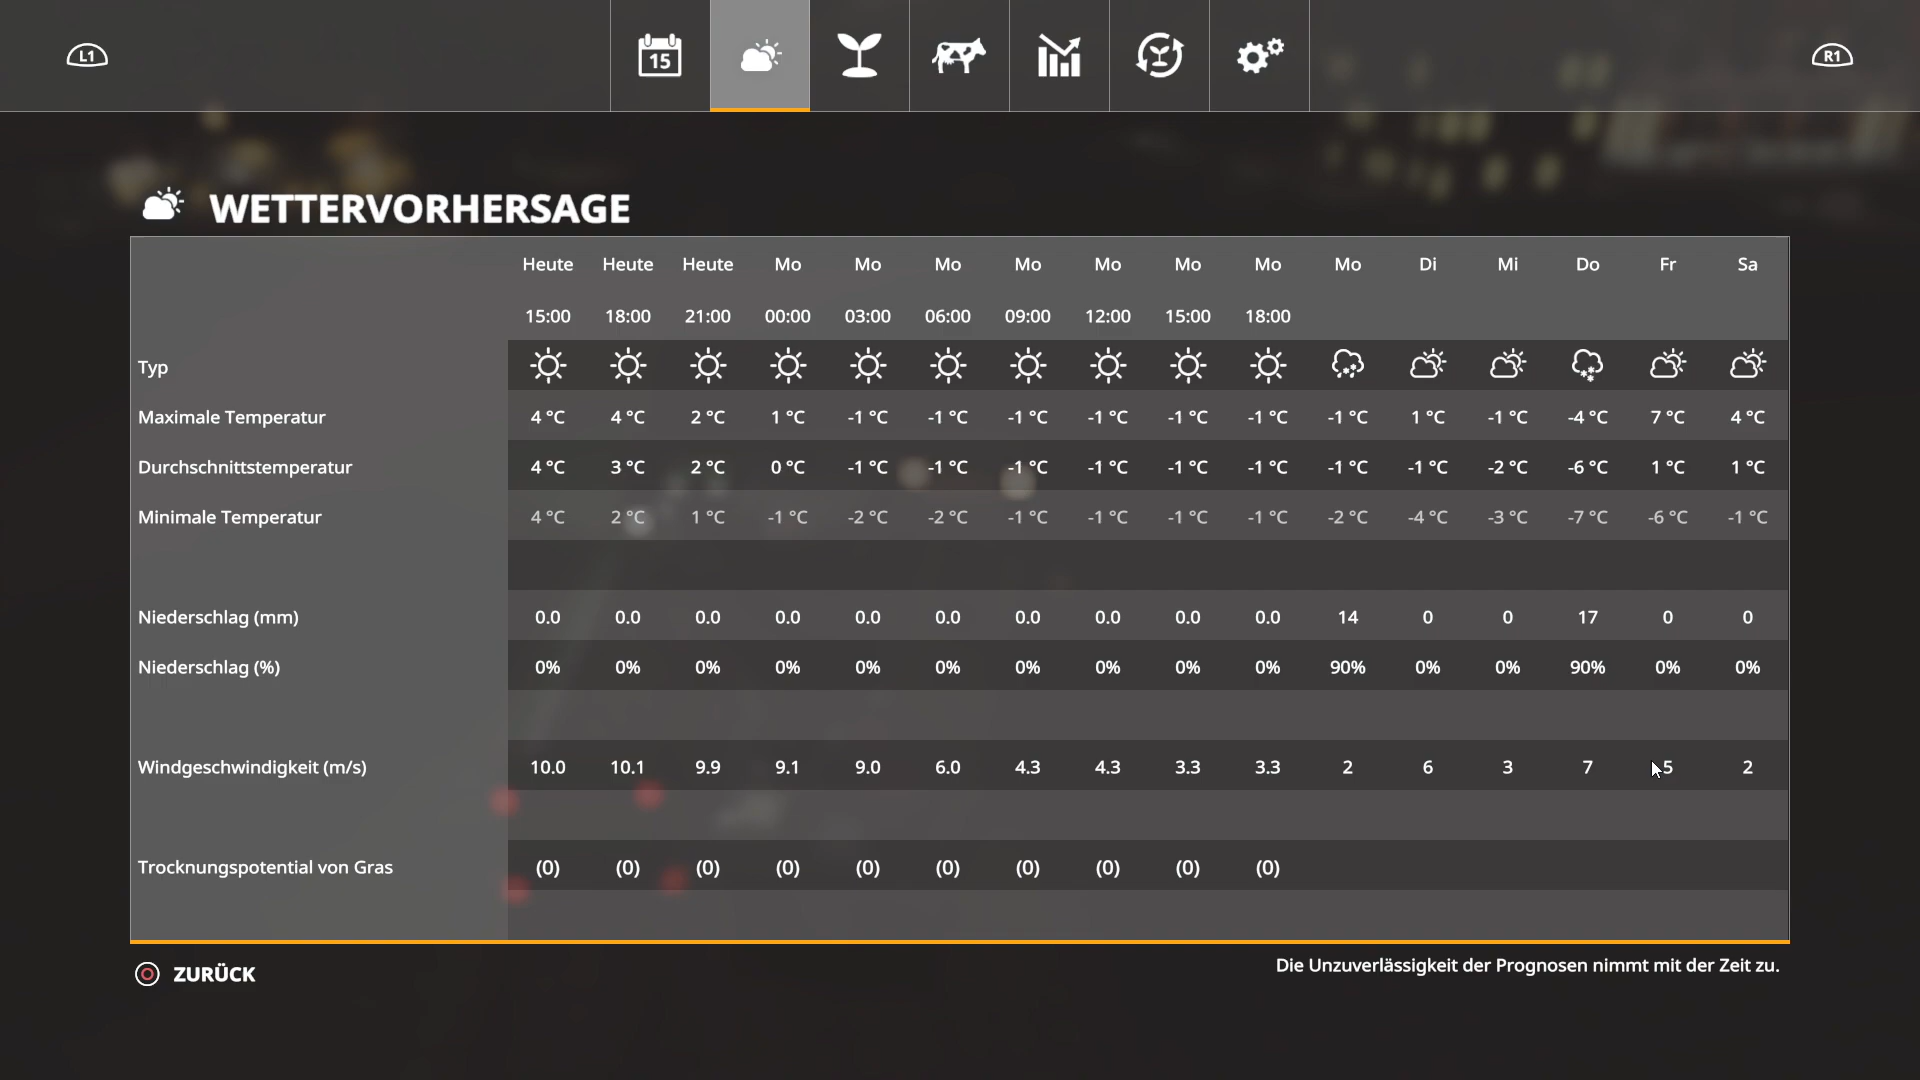 L1
15
R1
WETTERVORHERSAGE
Heute Heute Heute Mo Mo Mo Mo Mo Mo Mo Mo Di Mi Do Fr Sa
15:00 18:00 21:00 00:00 03:00 06:00 09:00 12:00 15:00 18:00
Typ
Maximale Temperatur 4 °C 4 °C 2 °C 1 °C -1 °C -1 °C -1 °C -1 °C -1 °C -1 °C -1 °C 1 °C -1 °C -4 °C 7 °C 4 °C
Durchschnittstemperatur 4 °C 3 °C 2 °C 0 °C -1 °C -1 °C -1 °C -1 °C -1 °C -1 °C -1 °C -1 °C -2 °C -6 °C 1 °C 1 °C
Minimale Temperatur 4 °C 2 °C 1 °C -1 °C -2 °C -2 °C -1 °C -1 °C -1 °C -1 °C -2 °C -4 °C -3 °C -7 °C -6 °C -1 °C
Niederschlag (mm) 0.0 0.0 0.0 0.0 0.0 0.0 0.0 0.0 0.0 0.0 14 0 0 17 0 0
Niederschlag (%) 0% 0% 0% 0% 0% 0% 0% 0% 0% 0% 90% 0% 0% 90% 0% 0%
Windgeschwindigkeit (m/s) 10.0 10.1 9.9 9.1 9.0 6.0 4.3 4.3 3.3 3.3 2 6 3 7 5 2
Trocknungspotential von Gras (0) (0) (0) (0) (0) (0) (0) (0) (0) (0)
ZURÜCK
Die Unzuverlässigkeit der Prognosen nimmt mit der Zeit zu.